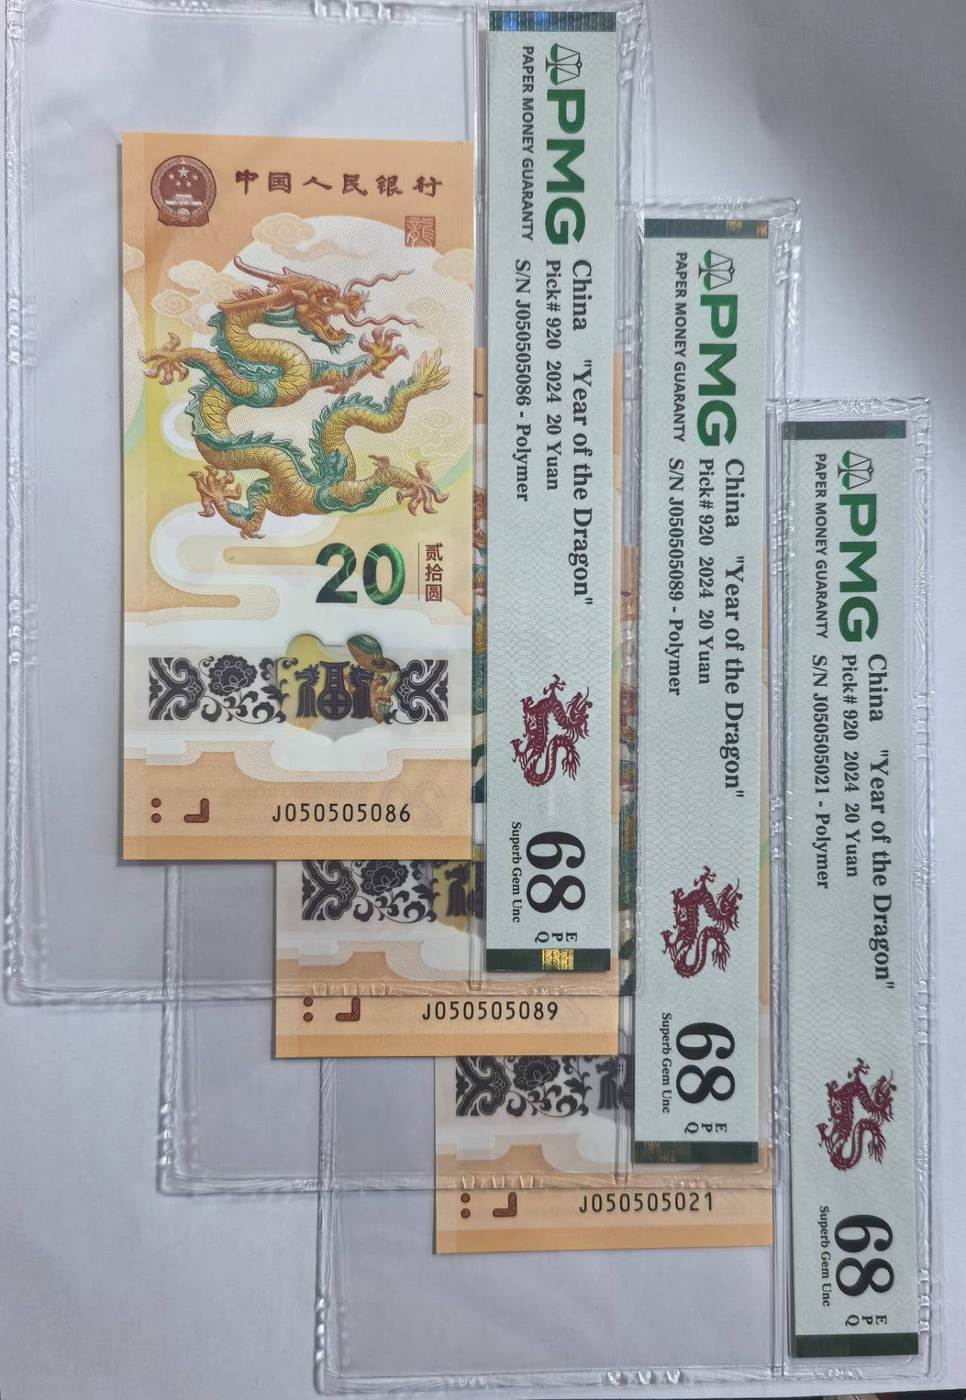 中国人民银行
龍
20
贰拾圆
福
J050505086
PMG
PAPER MONEY GUARANTY
China "Year of the Dragon"
Pick# 920 2024 20 Yuan
S/N J050505086 - Polymer
68
EPQ
Superb Gem Unc
J050505089
PMG
PAPER MONEY GUARANTY
China "Year of the Dragon"
Pick# 920 2024 20 Yuan
S/N J050505089 - Polymer
68
EPQ
Superb Gem Unc
J050505021
PMG
PAPER MONEY GUARANTY
China "Year of the Dragon"
Pick# 920 2024 20 Yuan
S/N J050505021 - Polymer
68
EPQ
Superb Gem Unc